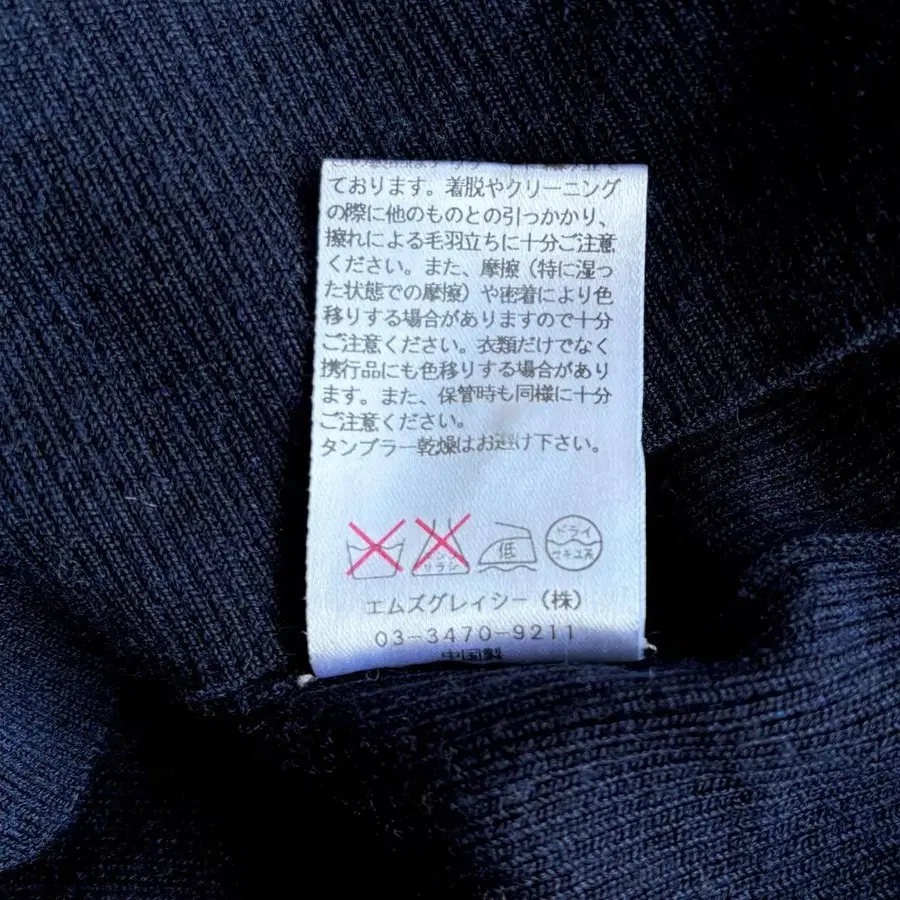 ております。着脱やクリーニング
の際に他のものとの引っかかり、
擦れによる毛羽立ちに十分ご注意
ください。また、摩擦（特に湿っ
た状態での摩擦）や密着により色
移りする場合がありますので十分
ご注意ください。衣類だけでなく
携行品にも色移りする場合があり
ます。また、保管時も同様に十分
ご注意ください。
タンブラー乾燥はお避け下さい。
低
ドライ
セキユ系
サラシ
エムズグレイシー（株）
03-3470-9211
中国製